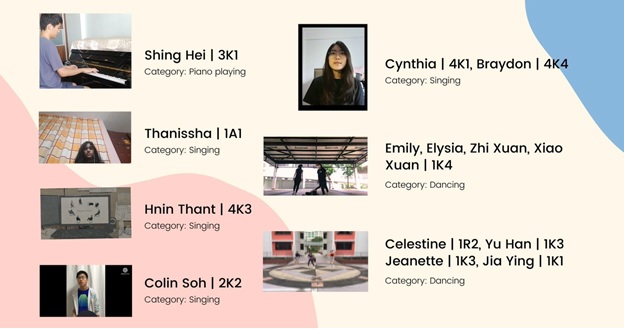 Shing Hei | 3K1
Category: Piano playing
Thanissha | 1A1
Category: Singing
Hnin Thant | 4K3
Category: Singing
Colin Soh | 2K2
Category: Singing
Cynthia | 4K1, Braydon | 4K4
Category: Singing
Emily, Elysia, Zhi Xuan, Xiao
Xuan | 1K4
Category: Dancing
Celestine | 1R2, Yu Han | 1K3
Jeanette | 1K3, Jia Ying | 1K1
Category: Dancing